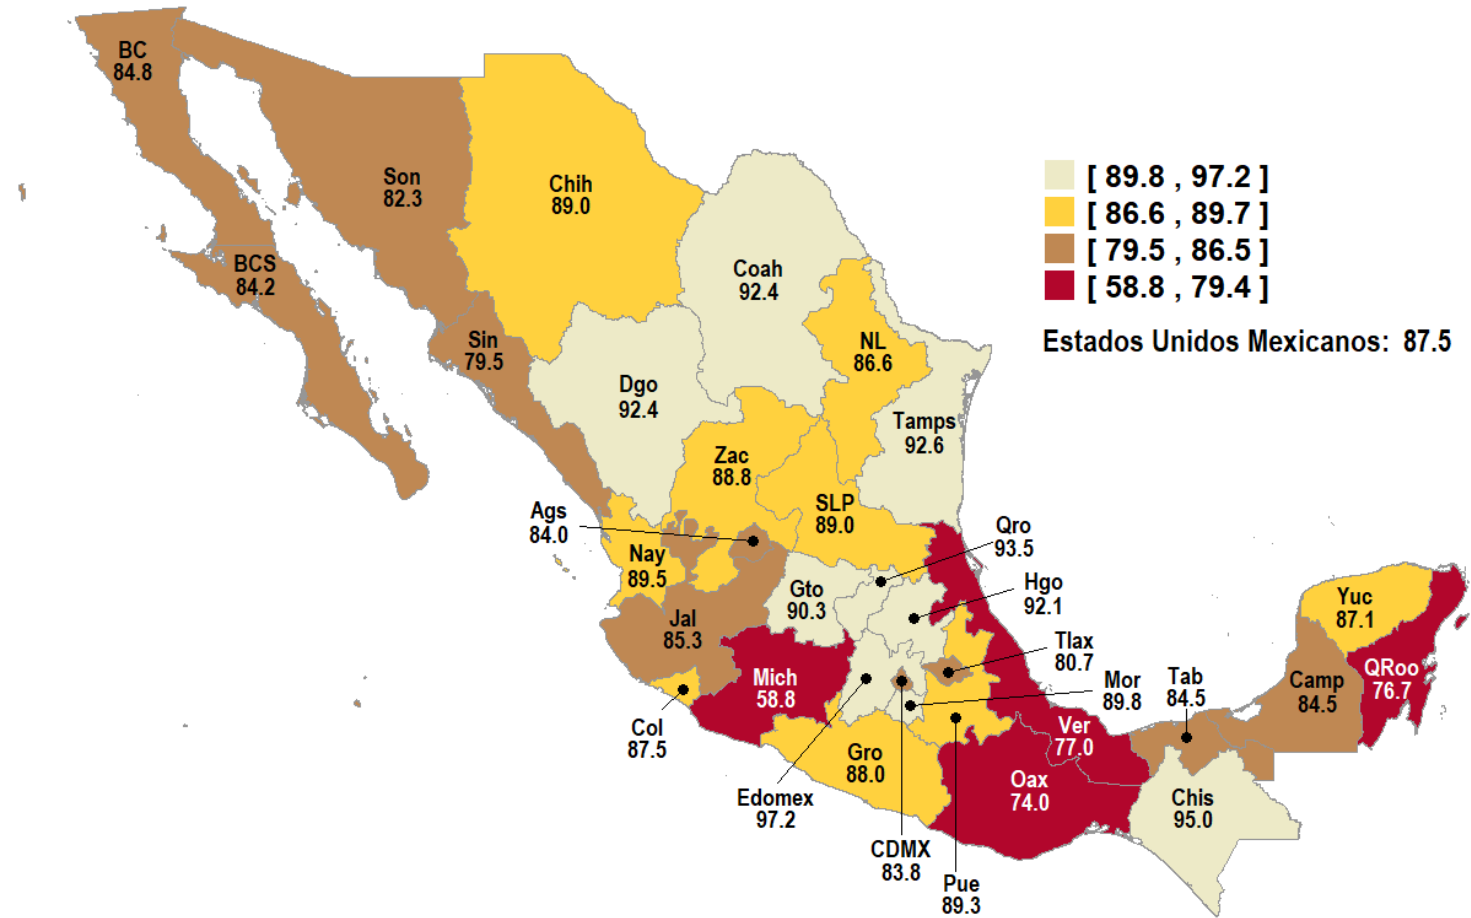 BC
84.8
Son
82.3
Chih
89.0
BCS
84.2
Coah
92.4
Sin
79.5
NL
86.6
Dgo
92.4
Tamps
92.6
Zac
88.8
SLP
89.0
Ags
84.0
Nay
89.5
Qro
93.5
Gto
90.3
Hgo
92.1
Jal
85.3
Tlax
80.7
Mich
58.8
Mor
89.8
Col
87.5
Gro
88.0
Edomex
97.2
CDMX
83.8
Pue
89.3
Ver
77.0
Oax
74.0
Tab
84.5
Chis
95.0
Camp
84.5
Yuc
87.1
QRoo
76.7
[ 89.8 , 97.2 ]
[ 86.6 , 89.7 ]
[ 79.5 , 86.5 ]
[ 58.8 , 79.4 ]
Estados Unidos Mexicanos: 87.5